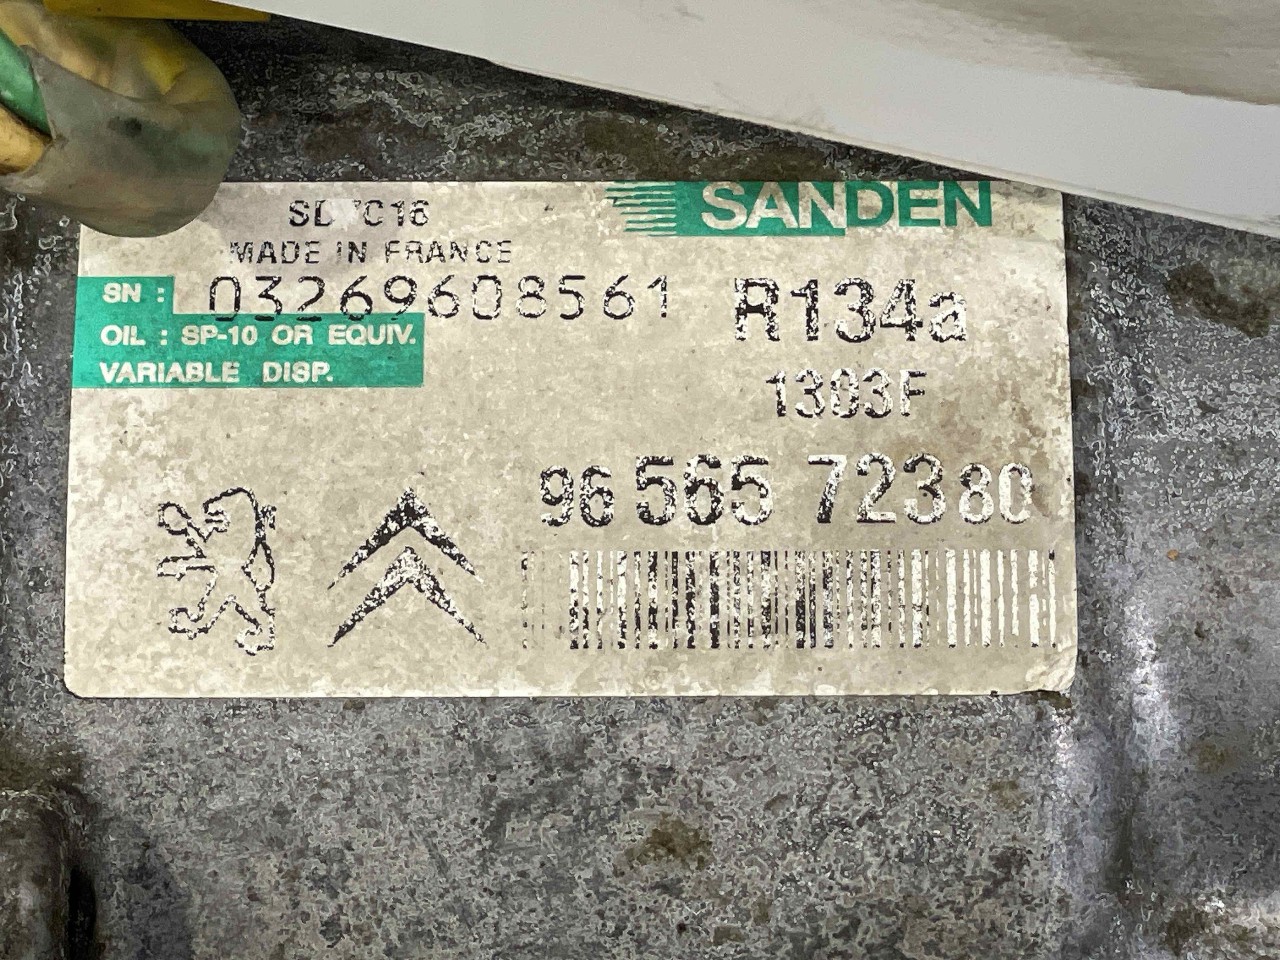 SANDEN
SD7C16
MADE IN FRANCE
SN : 03269608561
R134a
OIL : SP-10 OR EQUIV.
VARIABLE DISP.
1303F
96 565 723 80